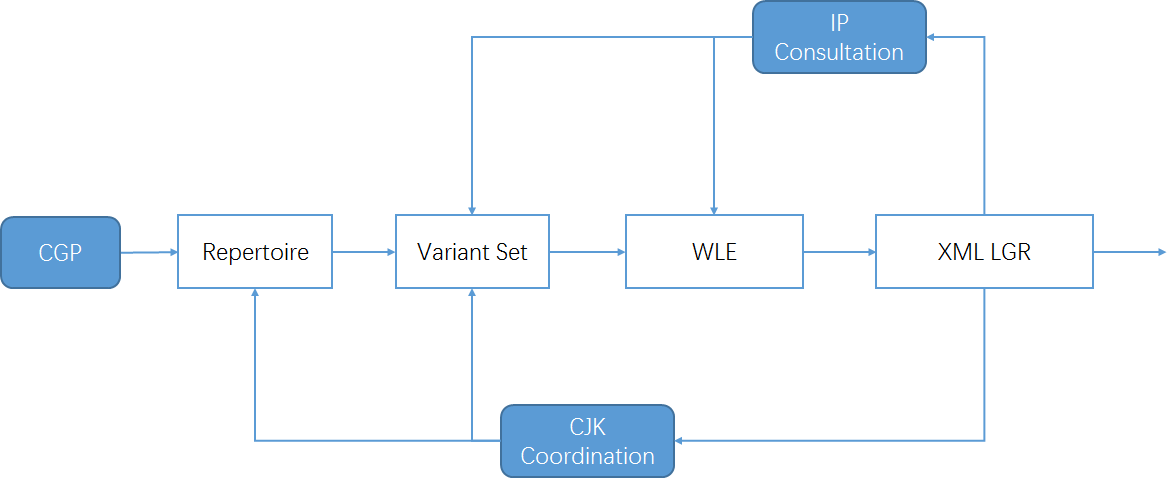 IP
Consultation
CGP
Repertoire
Variant Set
WLE
XML LGR
CJK
Coordination